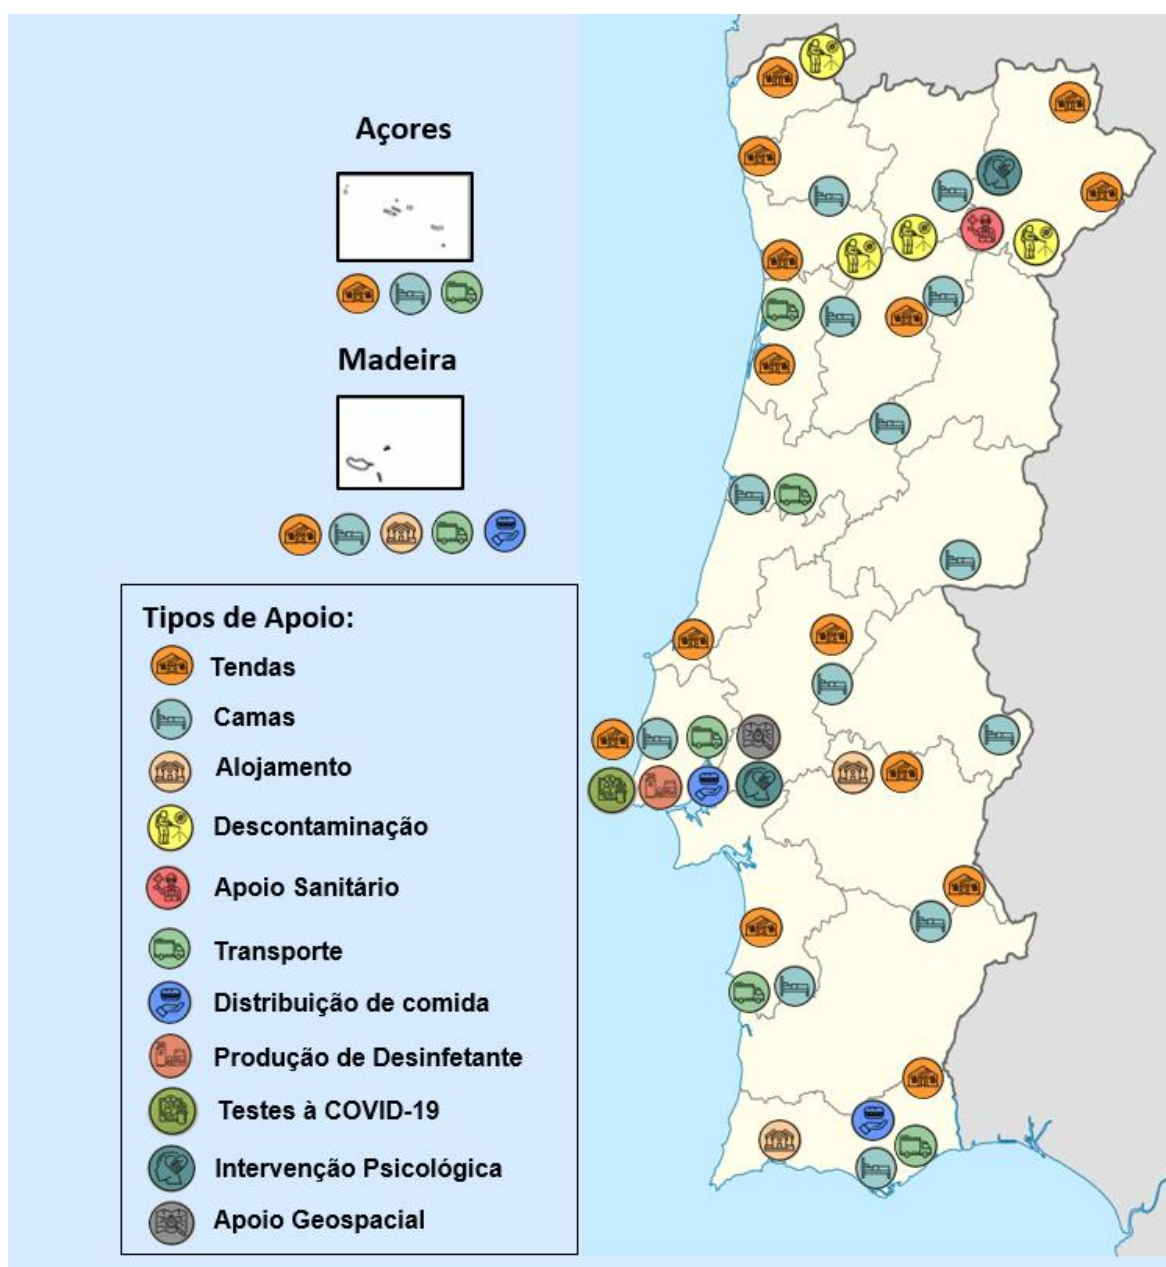 Açores
Madeira
Tipos de Apoio:
Tendas
Camas
Alojamento
Descontaminação
Apoio Sanitário
Transporte
Distribuição de comida
Produção de Desinfetante
Testes à COVID-19
Intervenção Psicológica
Apoio Geospacial